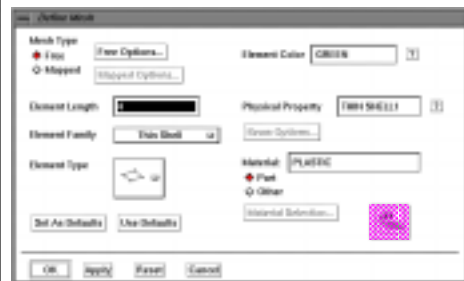 Define Mesh
Mesh Type
Free
Free Options...
Element Color
GREEN
?
Mapped
Mapped Options...
Element Length
Physical Property
THIN SHELL1
?
Element Family
Thin Shell
Beam Options...
Element Type
Material:
PLASTIC
Part
Other
Set As Defaults
Use Defaults
Material Selection...
OK
Apply
Reset
Cancel